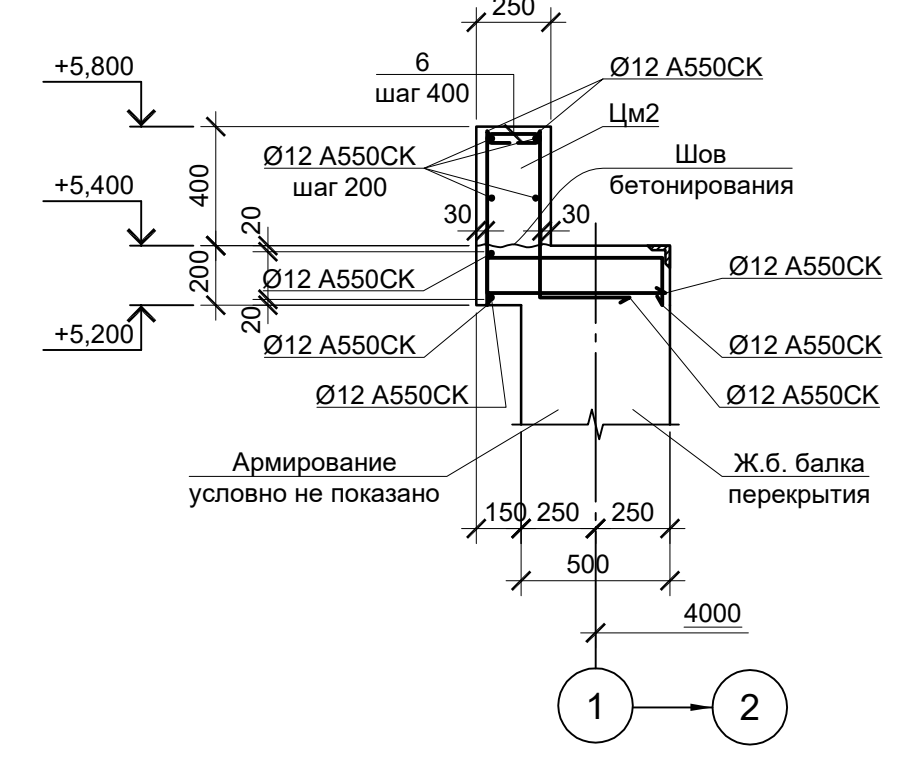 250
+5,800
6
шаг 400
Ø12 А550СК
Цм2
Ø12 А550СК
шаг 200
Шов
бетонирования
400
+5,400
20
30
30
200
Ø12 А550СК
Ø12 А550СК
20
+5,200
Ø12 А550СК
Ø12 А550СК
Ø12 А550СК
Ø12 А550СК
Армирование
условно не показано
Ж.б. балка
перекрытия
150
250
250
500
4000
1
2